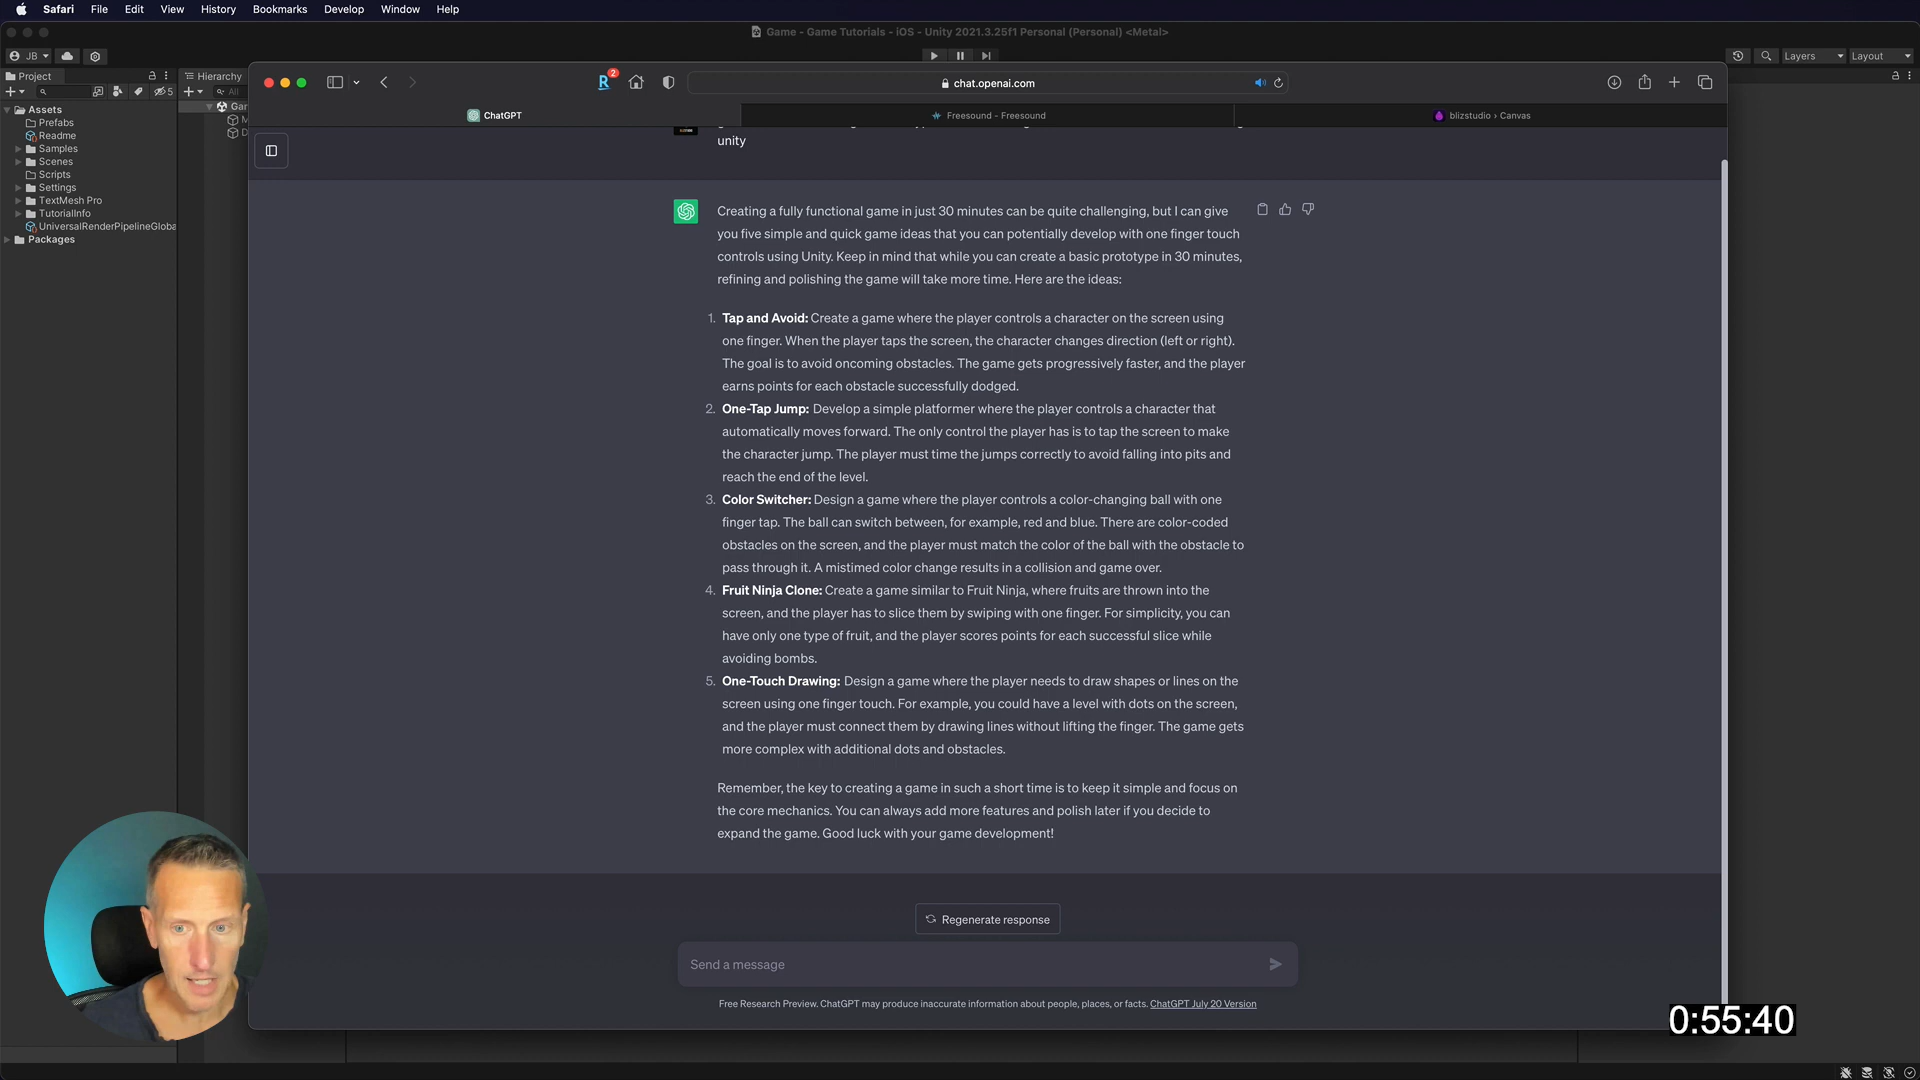 Safari File Edit View History Bookmarks Develop Window Help
Game - Game Tutorials - iOS - Unity 2021.3.25f1 Personal (Personal) <Metal>
JB
Layers
Layout
Project
Hierarchy
All
5
Assets
Prefabs
Readme
Samples
Scenes
Scripts
Settings
TextMesh Pro
TutorialInfo
UniversalRenderPipelineGloba
Packages
Gar
M
D
2
chat.openai.com
ChatGPT
Freesound - Freesound
blizstudio › Canvas
unity
Creating a fully functional game in just 30 minutes can be quite challenging, but I can give
you five simple and quick game ideas that you can potentially develop with one finger touch
controls using Unity. Keep in mind that while you can create a basic prototype in 30 minutes,
refining and polishing the game will take more time. Here are the ideas:
1. Tap and Avoid: Create a game where the player controls a character on the screen using
one finger. When the player taps the screen, the character changes direction (left or right).
The goal is to avoid oncoming obstacles. The game gets progressively faster, and the player
earns points for each obstacle successfully dodged.
2. One-Tap Jump: Develop a simple platformer where the player controls a character that
automatically moves forward. The only control the player has is to tap the screen to make
the character jump. The player must time the jumps correctly to avoid falling into pits and
reach the end of the level.
3. Color Switcher: Design a game where the player controls a color-changing ball with one
finger tap. The ball can switch between, for example, red and blue. There are color-coded
obstacles on the screen, and the player must match the color of the ball with the obstacle to
pass through it. A mistimed color change results in a collision and game over.
4. Fruit Ninja Clone: Create a game similar to Fruit Ninja, where fruits are thrown into the
screen, and the player has to slice them by swiping with one finger. For simplicity, you can
have only one type of fruit, and the player scores points for each successful slice while
avoiding bombs.
5. One-Touch Drawing: Design a game where the player needs to draw shapes or lines on the
screen using one finger touch. For example, you could have a level with dots on the screen,
and the player must connect them by drawing lines without lifting the finger. The game gets
more complex with additional dots and obstacles.
Remember, the key to creating a game in such a short time is to keep it simple and focus on
the core mechanics. You can always add more features and polish later if you decide to
expand the game. Good luck with your game development!
Regenerate response
Send a message
Free Research Preview. ChatGPT may produce inaccurate information about people, places, or facts. ChatGPT July 20 Version
0:55:40